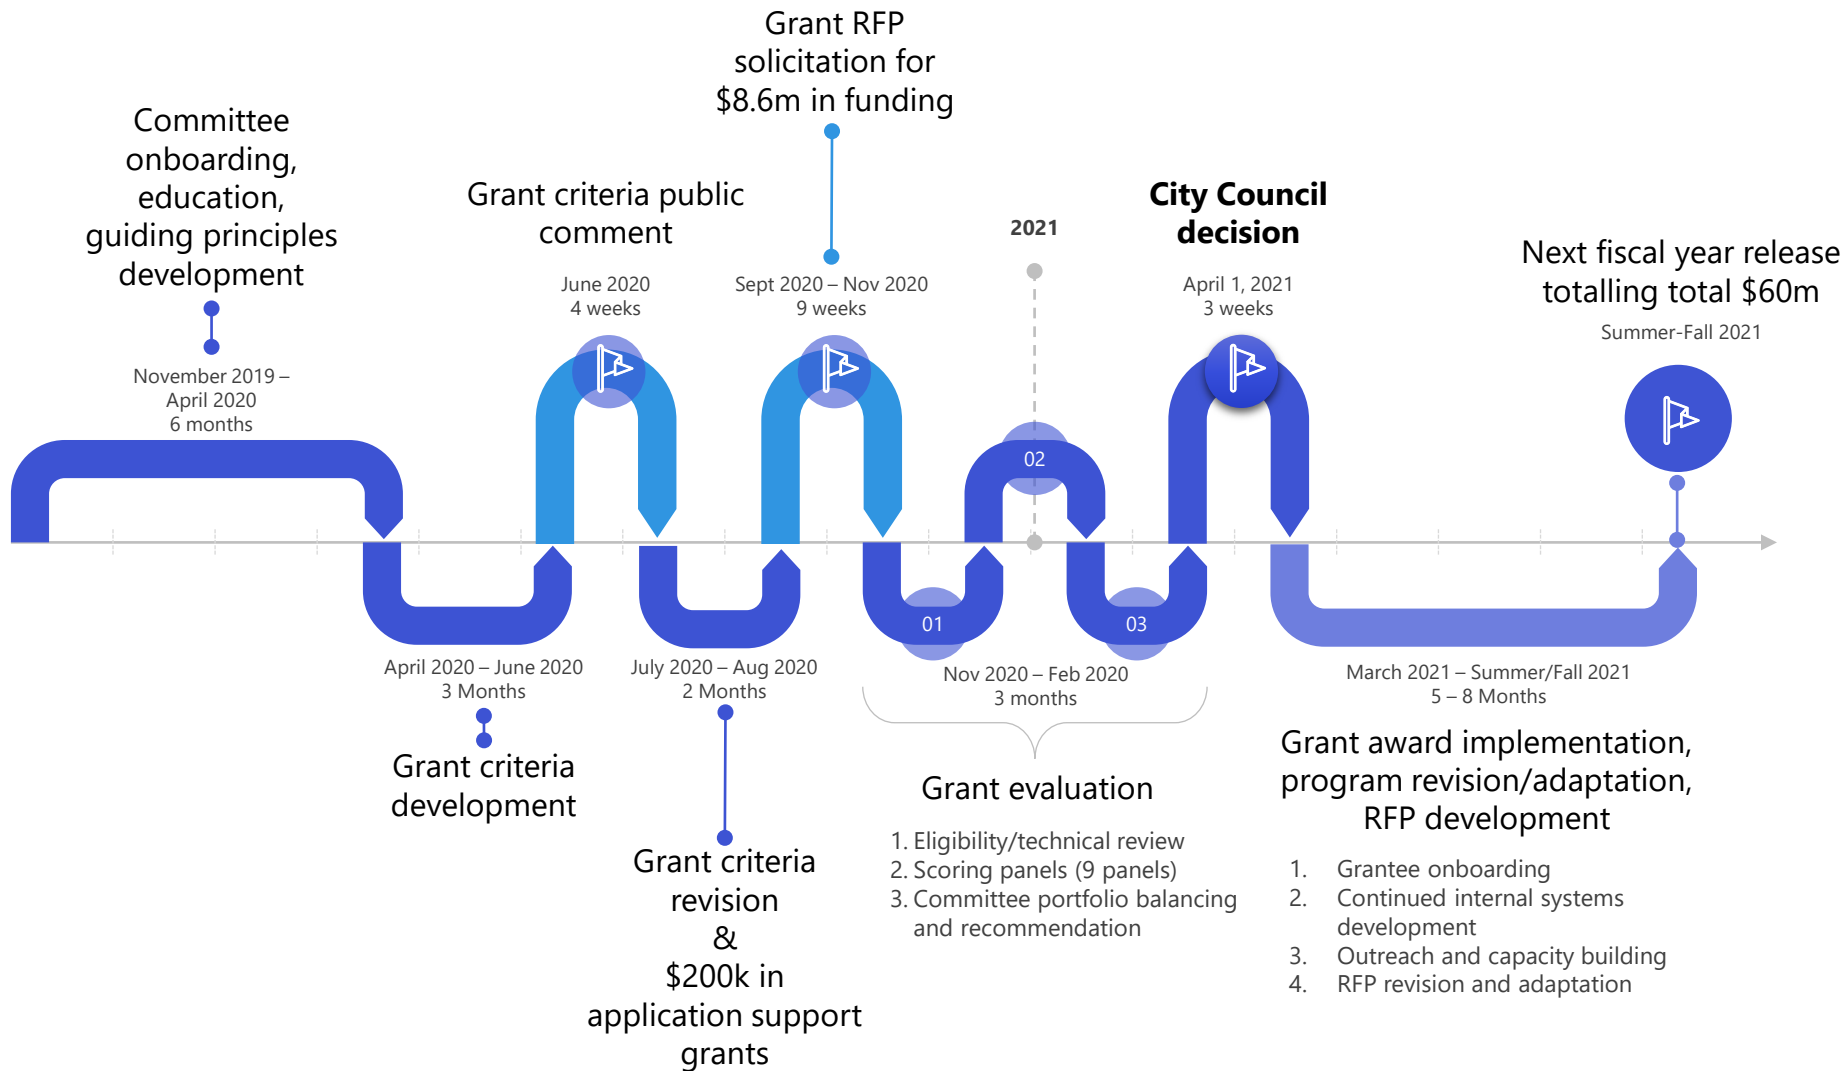 Committee
onboarding,
education,
guiding principles
development
November 2019 –
April 2020
6 months
April 2020 – June 2020
3 Months
Grant criteria
development
Grant criteria public
comment
June 2020
4 weeks
July 2020 – Aug 2020
2 Months
Grant criteria
revision
&
$200k in
application support
grants
Grant RFP
solicitation for
$8.6m in funding
Sept 2020 – Nov 2020
9 weeks
2021
01
02
03
Nov 2020 – Feb 2020
3 months
Grant evaluation
1. Eligibility/technical review
2. Scoring panels (9 panels)
3. Committee portfolio balancing
and recommendation
City Council
decision
April 1, 2021
3 weeks
March 2021 – Summer/Fall 2021
5 – 8 Months
Grant award implementation,
program revision/adaptation,
RFP development
1. Grantee onboarding
2. Continued internal systems
development
3. Outreach and capacity building
4. RFP revision and adaptation
Next fiscal year release
totalling total $60m
Summer-Fall 2021